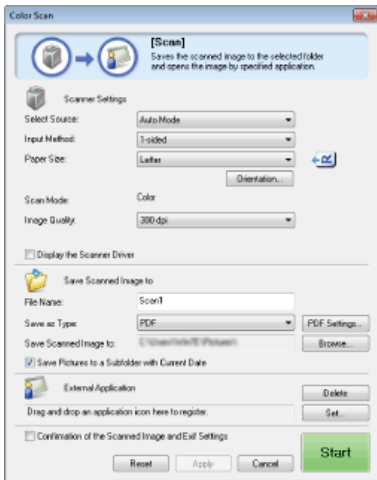 Color Scan
[Scan]
Saves the scanned image to the selected folder
and opens the image by specified application.
Scanner Settings
Select Source: Auto Mode
Input Method: 1-sided
Paper Size: Letter
Orientation...
Scan Mode: Color
Image Quality: 300 dpi
Display the Scanner Driver
Save Scanned Image to
File Name: Scan1
Save as Type: PDF PDF Settings...
Save Scanned Image to: Browse...
Save Pictures to a Subfolder with Current Date
External Application Delete
Drag and drop an application icon here to register. Set...
Confirmation of the Scanned Image and Exif Settings
Reset Apply Cancel Start